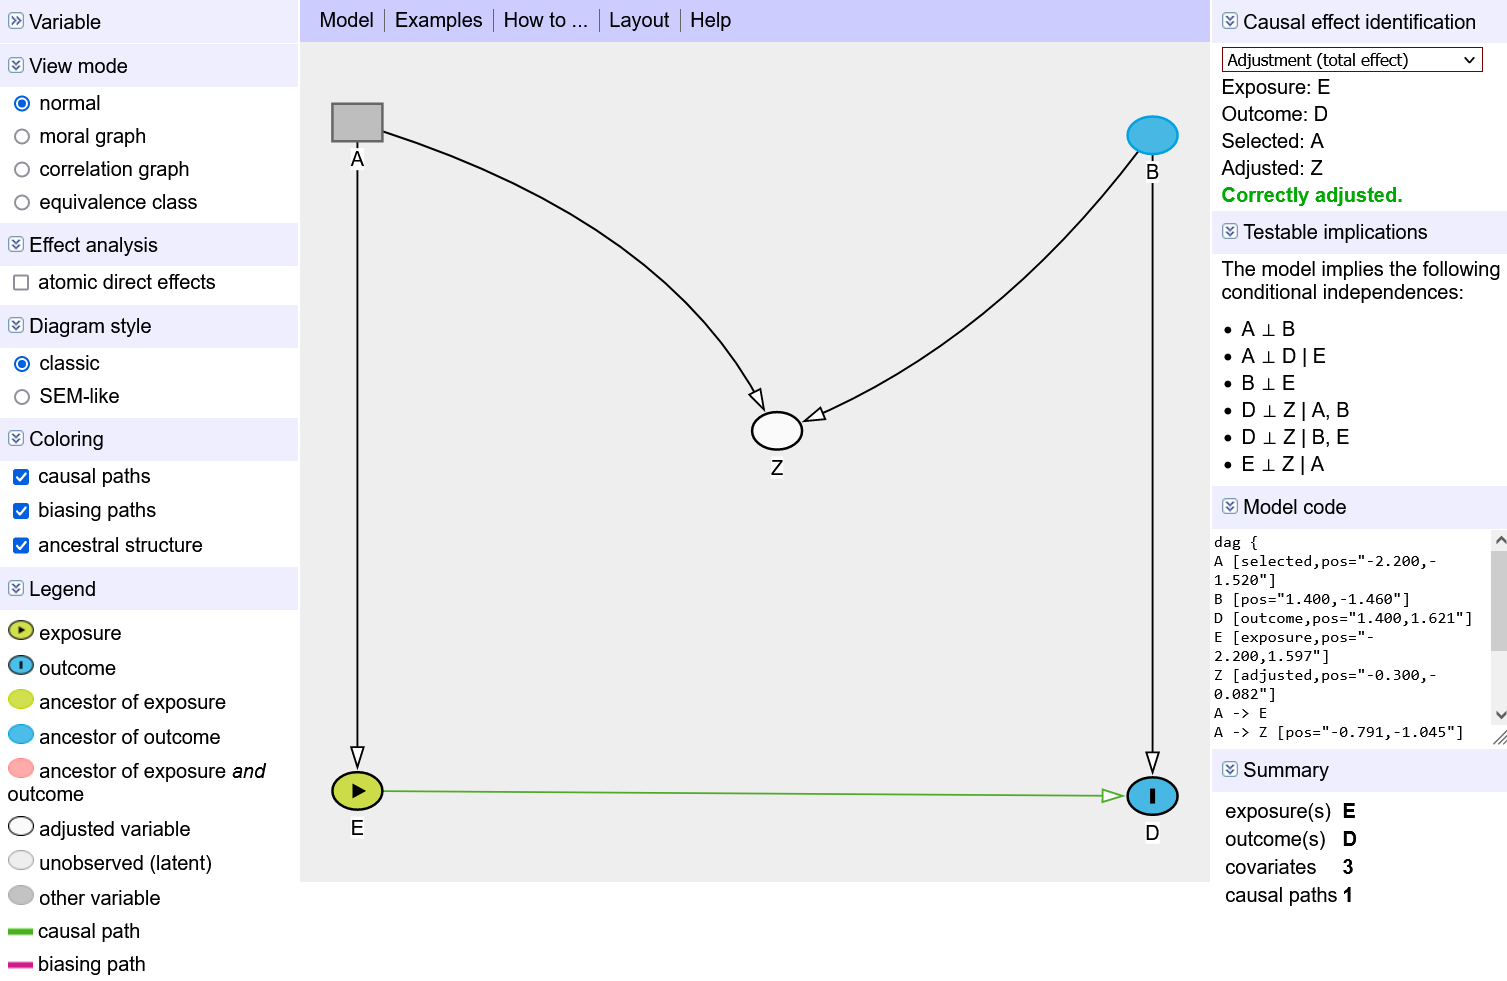 Variable
View mode
normal
moral graph
correlation graph
equivalence class
Effect analysis
atomic direct effects
Diagram style
classic
SEM-like
Coloring
causal paths
biasing paths
ancestral structure
Legend
exposure
outcome
ancestor of exposure
ancestor of outcome
ancestor of exposure and
outcome
adjusted variable
unobserved (latent)
other variable
causal path
biasing path
Model | Examples | How to ... | Layout | Help
A
B
Z
E
D
Causal effect identification
Adjustment (total effect)
Exposure: E
Outcome: D
Selected: A
Adjusted: Z
Correctly adjusted.
Testable implications
The model implies the following
conditional independences:
• A ⊥ B
• A ⊥ D | E
• B ⊥ E
• D ⊥ Z | A, B
• D ⊥ Z | B, E
• E ⊥ Z | A
Model code
dag {
A [selected,pos="-2.200,-
1.520"]
B [pos="1.400,-1.460"]
D [outcome,pos="1.400,1.621"]
E [exposure,pos="-
2.200,1.597"]
Z [adjusted,pos="-0.300,-
0.082"]
A -> E
A -> Z [pos="-0.791,-1.045"]
Summary
exposure(s) E
outcome(s) D
covariates 3
causal paths 1